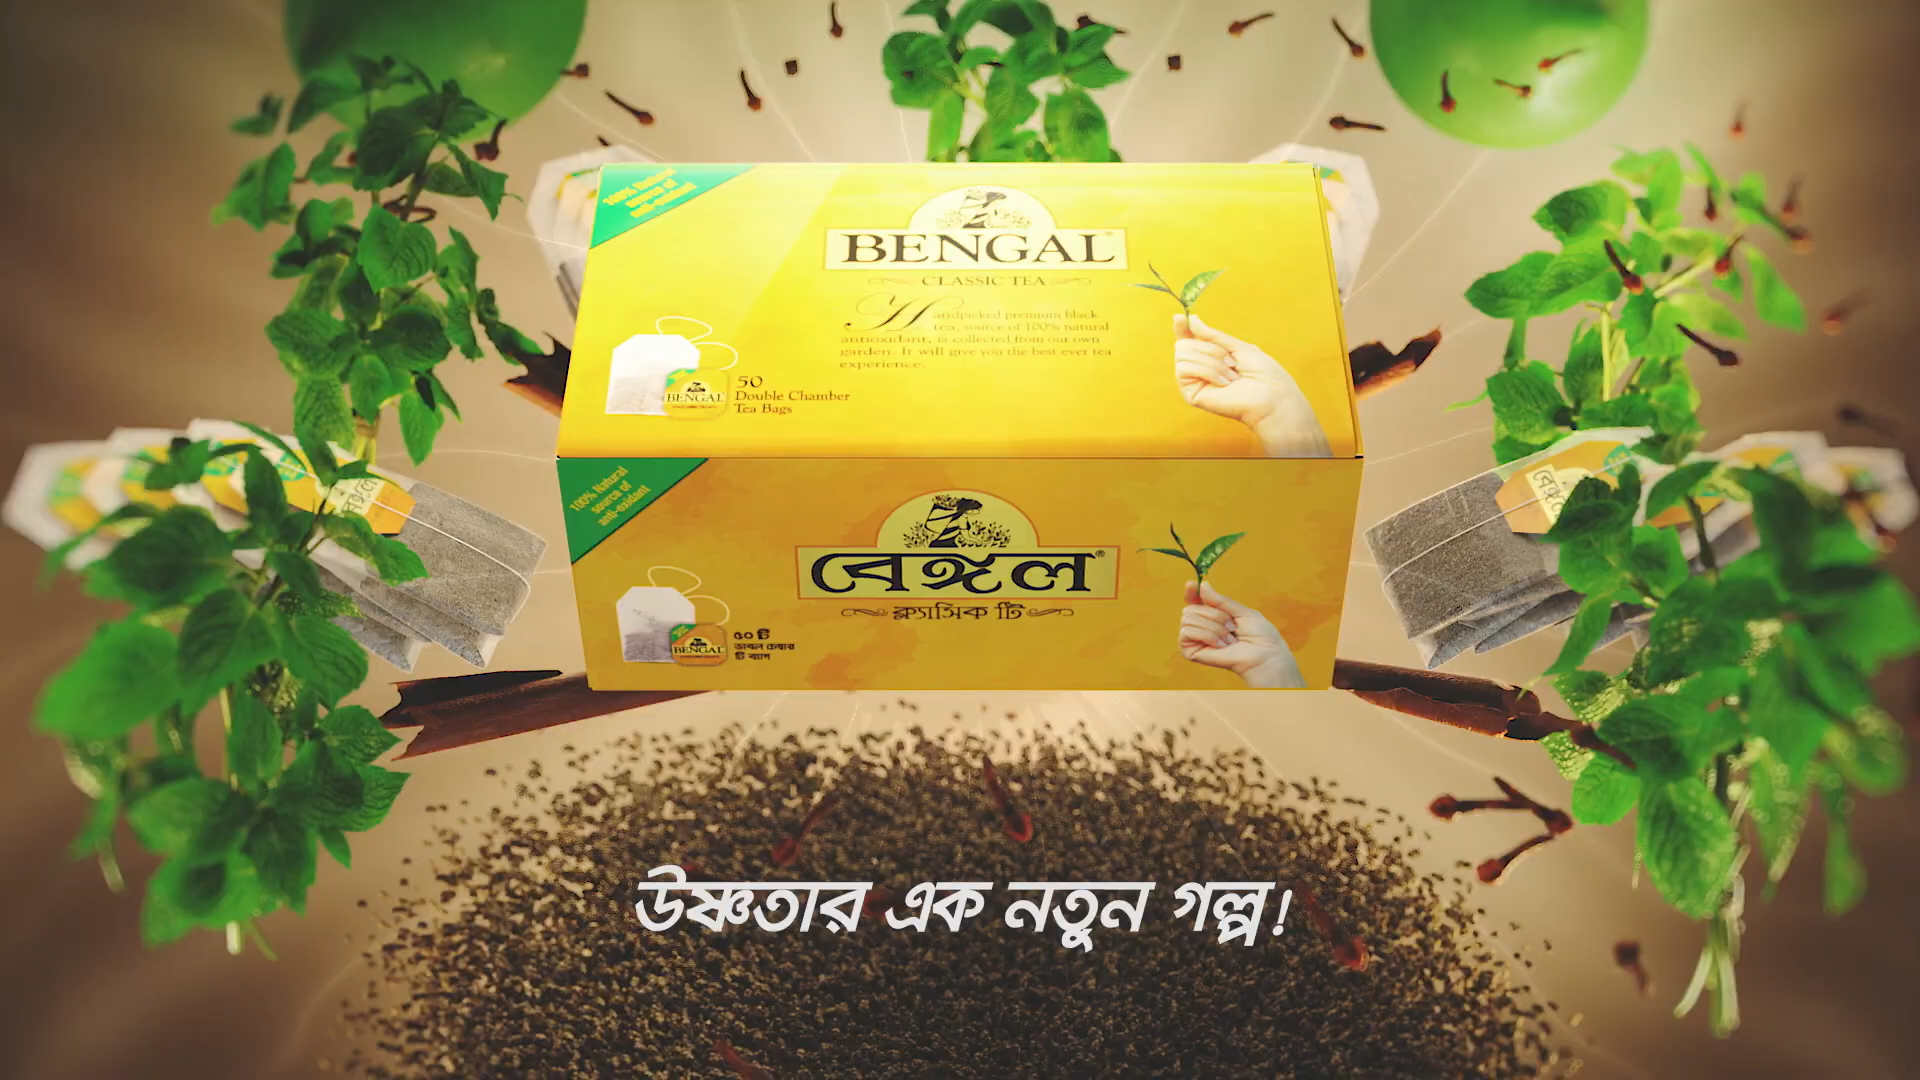 100% Natural
source of
anti-oxidant
BENGAL
CLASSIC TEA
Handpicked premium black
tea, source of 100% natural
antioxidant, is collected from our own
garden. It will give you the best ever tea
experience.
BENGAL
50
Double Chamber
Tea Bags
100% Natural
source of
anti-oxidant
বেঙ্গল®
ক্ল্যাসিক টি
BENGAL
৫০ টি
ডাবল চেম্বার
টি ব্যাগ
উষ্ণতার এক নতুন গল্প!